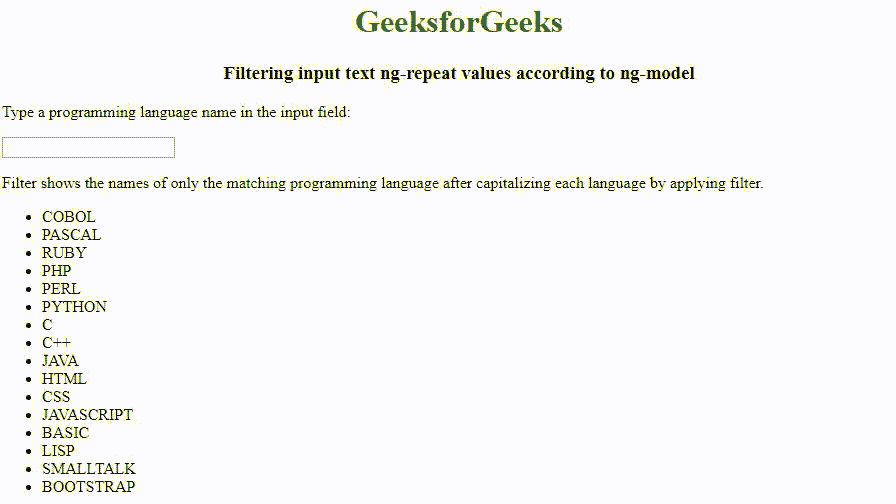 GeeksforGeeks
Filtering input text ng-repeat values according to ng-model
Type a programming language name in the input field:
Filter shows the names of only the matching programming language after capitalizing each language by applying filter.
COBOL
PASCAL
RUBY
PHP
PERL
PYTHON
C
C++
JAVA
HTML
CSS
JAVASCRIPT
BASIC
LISP
SMALLTALK
BOOTSTRAP